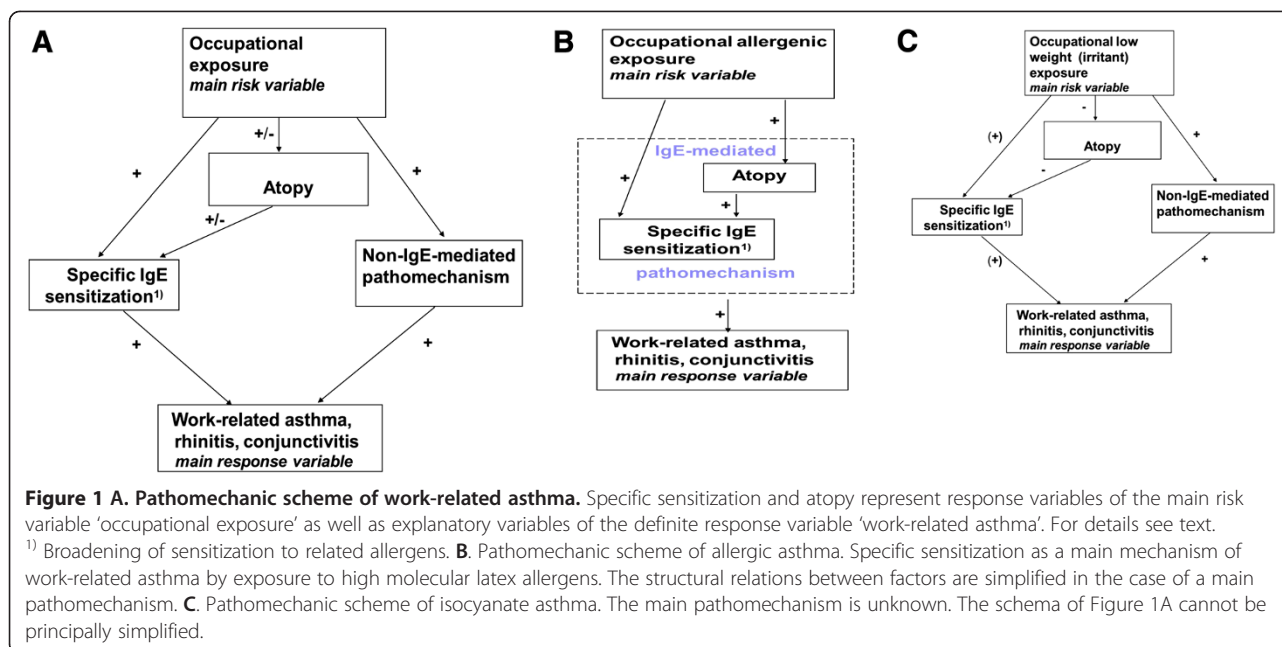 A
Occupational
exposure
main risk variable
+/-
+
+
Atopy
+/-
Specific IgE
sensitization1)
Non-IgE-mediated
pathomechanism
+
+
Work-related asthma,
rhinitis, conjunctivitis
main response variable
B
Occupational allergenic
exposure
main risk variable
+
IgE-mediated
+
Atopy
+
Specific IgE
sensitization1)
pathomechanism
+
Work-related asthma,
rhinitis, conjunctivitis
main response variable
C
Occupational low
weight (irritant)
exposure
main risk variable
-
(+)
+
Atopy
-
Specific IgE
sensitization1)
Non-IgE-mediated
pathomechanism
(+)
+
Work-related asthma,
rhinitis, conjunctivitis
main response variable
Figure 1 A. Pathomechanic scheme of work-related asthma. Specific sensitization and atopy represent response variables of the main risk
variable ‘occupational exposure’ as well as explanatory variables of the definite response variable ‘work-related asthma’. For details see text.
1) Broadening of sensitization to related allergens. B. Pathomechanic scheme of allergic asthma. Specific sensitization as a main mechanism of
work-related asthma by exposure to high molecular latex allergens. The structural relations between factors are simplified in the case of a main
pathomechanism. C. Pathomechanic scheme of isocyanate asthma. The main pathomechanism is unknown. The schema of Figure 1A cannot be
principally simplified.